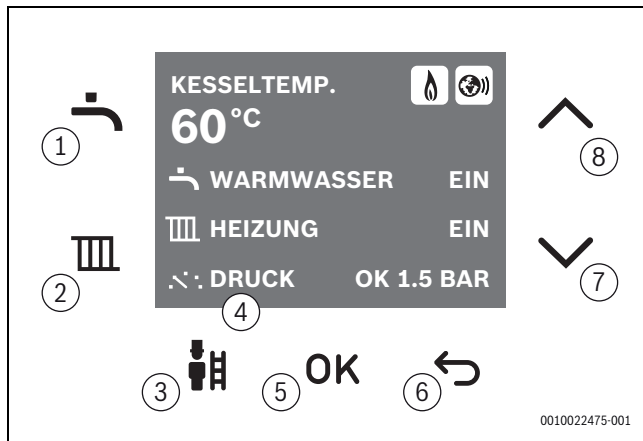 KESSELTEMP.
60°C
WARMWASSER EIN
HEIZUNG EIN
DRUCK OK 1.5 BAR
1
8
2
7
4
3
5
OK
6
0010022475-001